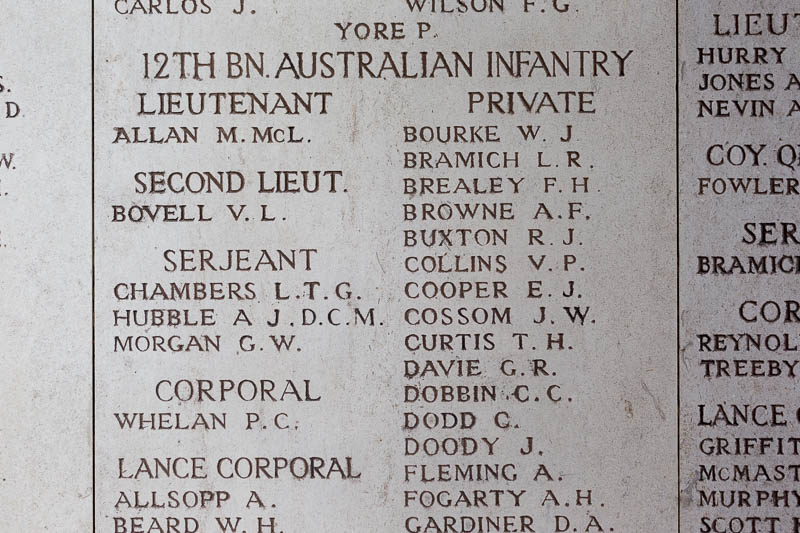 S.
D
W.
CARLOS J.
WILSON F. G
YORE P.
12TH BN. AUSTRALIAN INFANTRY
LIEUTENANT
ALLAN M. McL.
SECOND LIEUT.
BOVELL V. L.
SERJEANT
CHAMBERS L. T. G.
HUBBLE A J. D.C.M.
MORGAN G. W.
CORPORAL
WHELAN P. C.
LANCE CORPORAL
ALLSOPP A.
BEARD W. H.
PRIVATE
BOURKE W. J
BRAMICH L. R.
BREALEY F. H
BROWNE A. F.
BUXTON R. J.
COLLINS V. P.
COOPER E. J.
COSSOM J. W.
CURTIS T. H.
DAVIE G. R.
DOBBIN C. C.
DODD C.
DOODY J.
FLEMING A.
FOGARTY A. H.
GARDINER D. A.
LIEUT
HURRY
JONES A
NEVIN A
COY. Q
FOWLER
SER
BRAMICH
COR
REYNOL
TREEBY
LANCE
GRIFFIT
McMAST
MURPHY
SCOTT